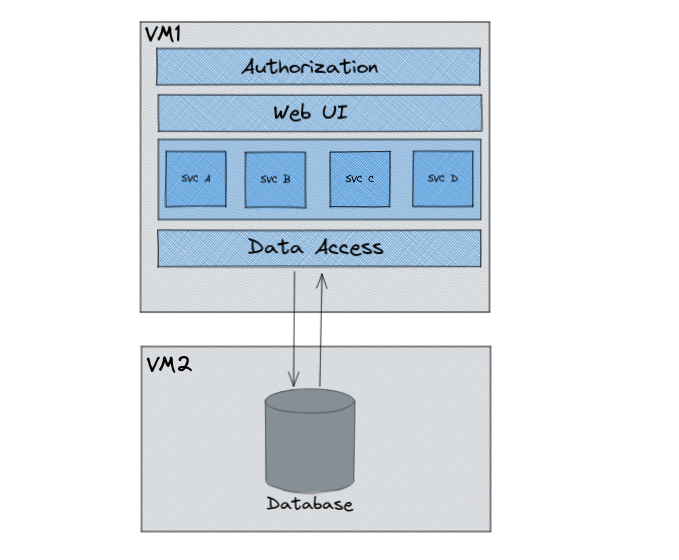 VM1
Authorization
Web UI
SVC A
SVC B
SVC C
SVC D
Data Access
VM2
Database